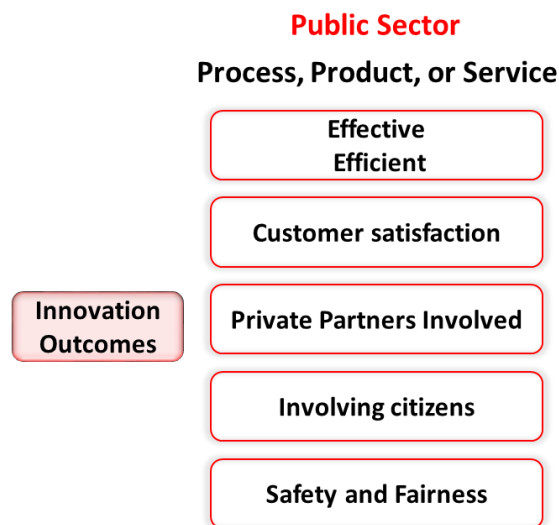 Public Sector
Process, Product, or Service
Effective
Efficient
Customer satisfaction
Innovation
Outcomes
Private Partners Involved
Involving citizens
Safety and Fairness